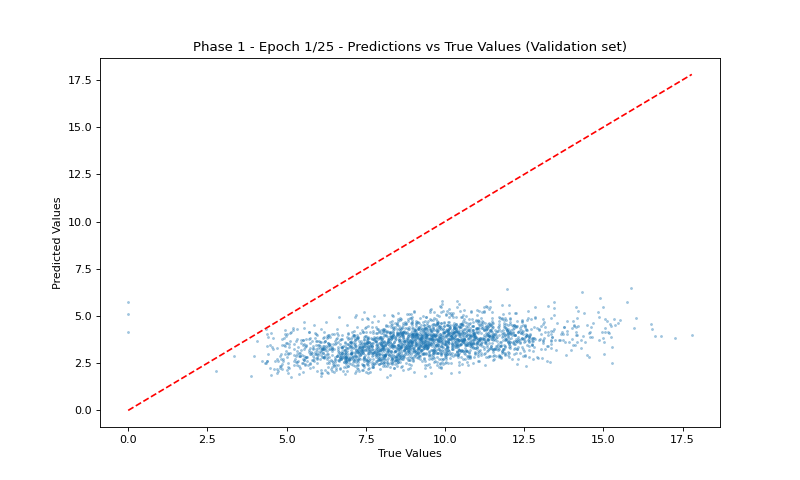 Phase 1 - Epoch 1/25 - Predictions vs True Values (Validation set)
17.5
15.0
12.5
10.0
7.5
5.0
2.5
0.0
Predicted Values
0.0 2.5 5.0 7.5 10.0 12.5 15.0 17.5
True Values